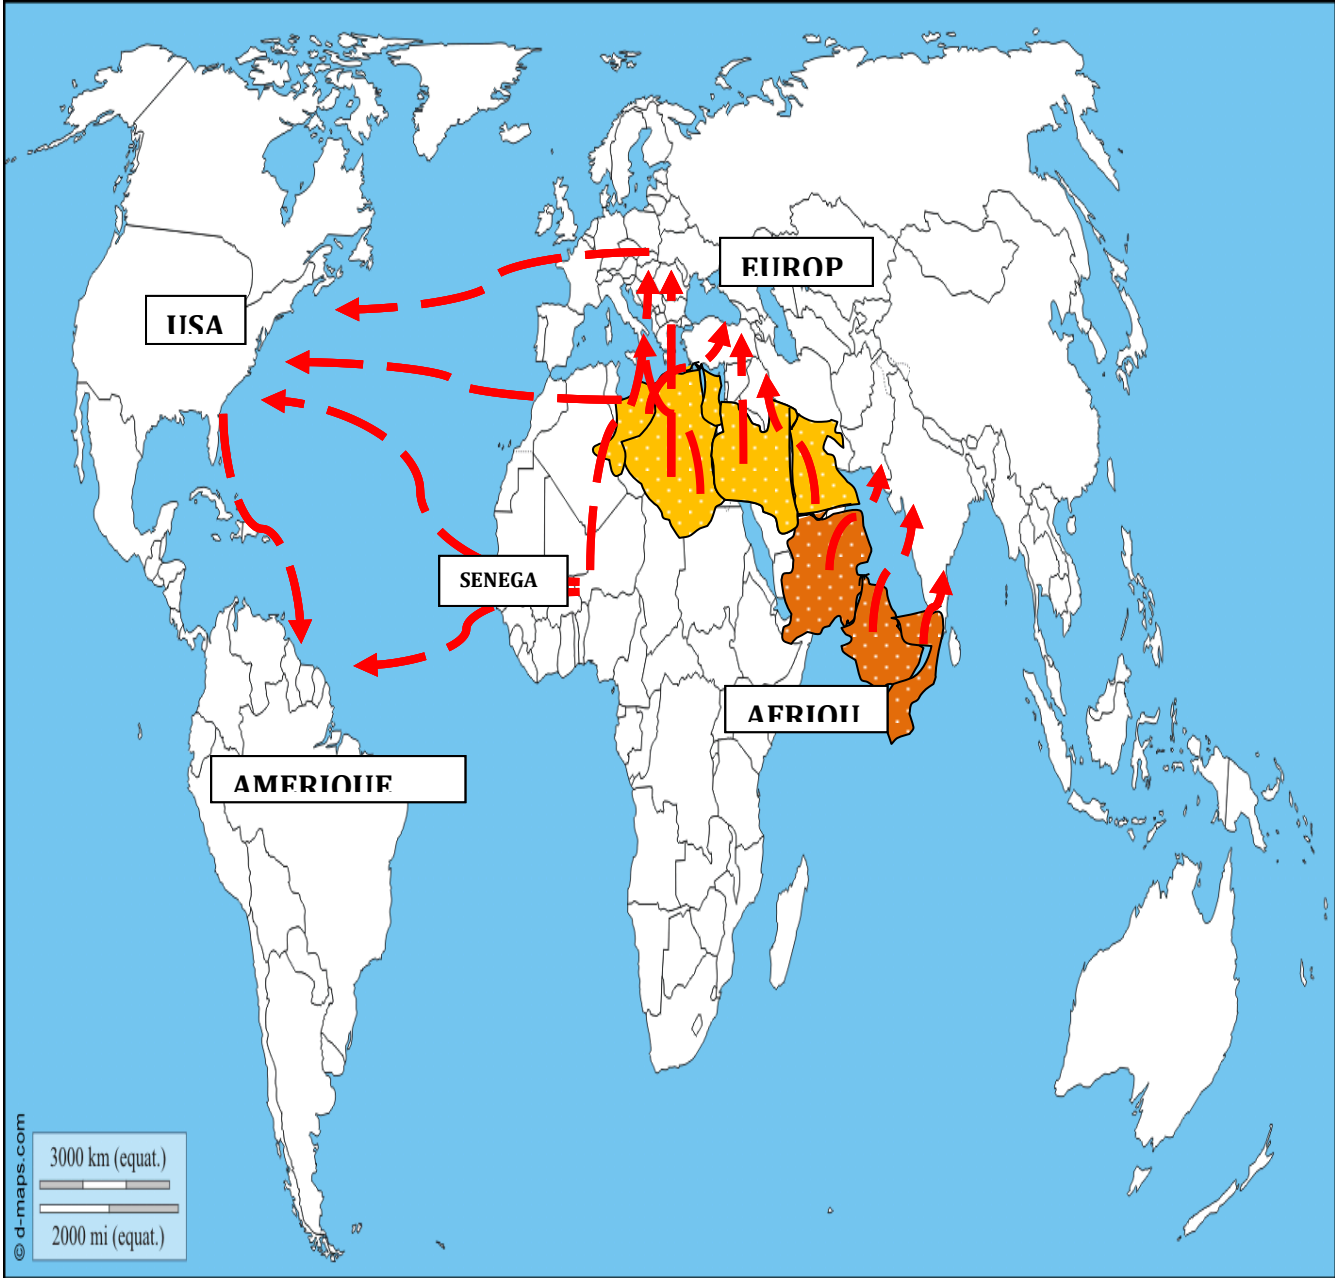 EUROP
USA
SENEGA
AFRIQU
AMERIQUE
3000 km (equat.)
2000 mi (equat.)
© d-maps.com